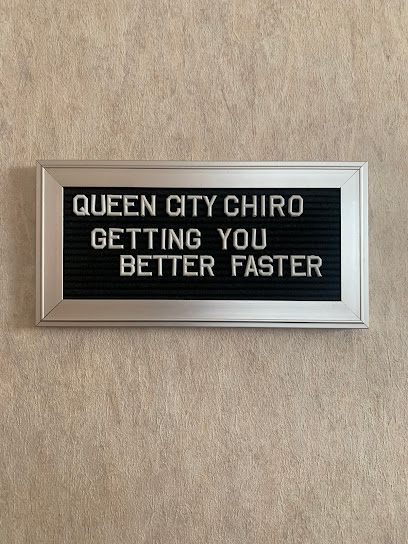 QUEEN CITY CHIRO
GETTING YOU
BETTER FASTER